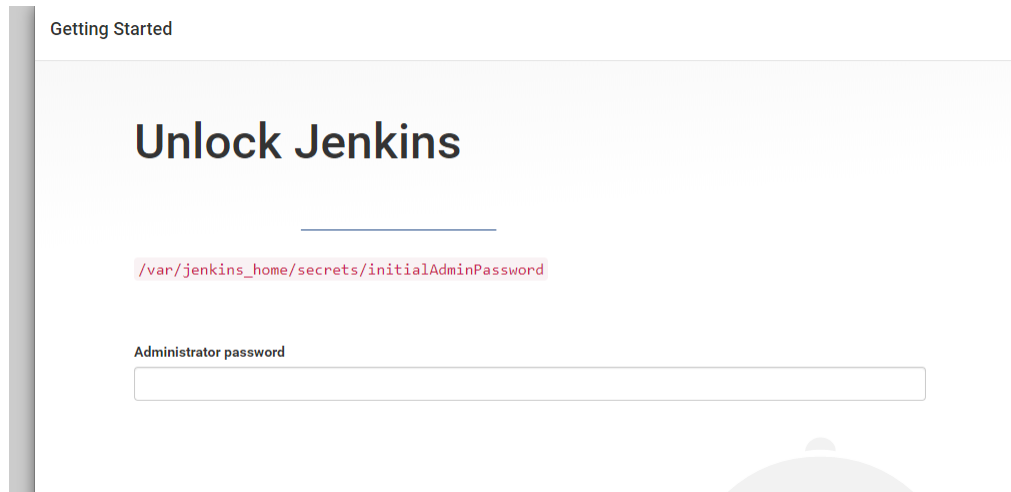 Getting Started
Unlock Jenkins
/var/jenkins_home/secrets/initialAdminPassword
Administrator password